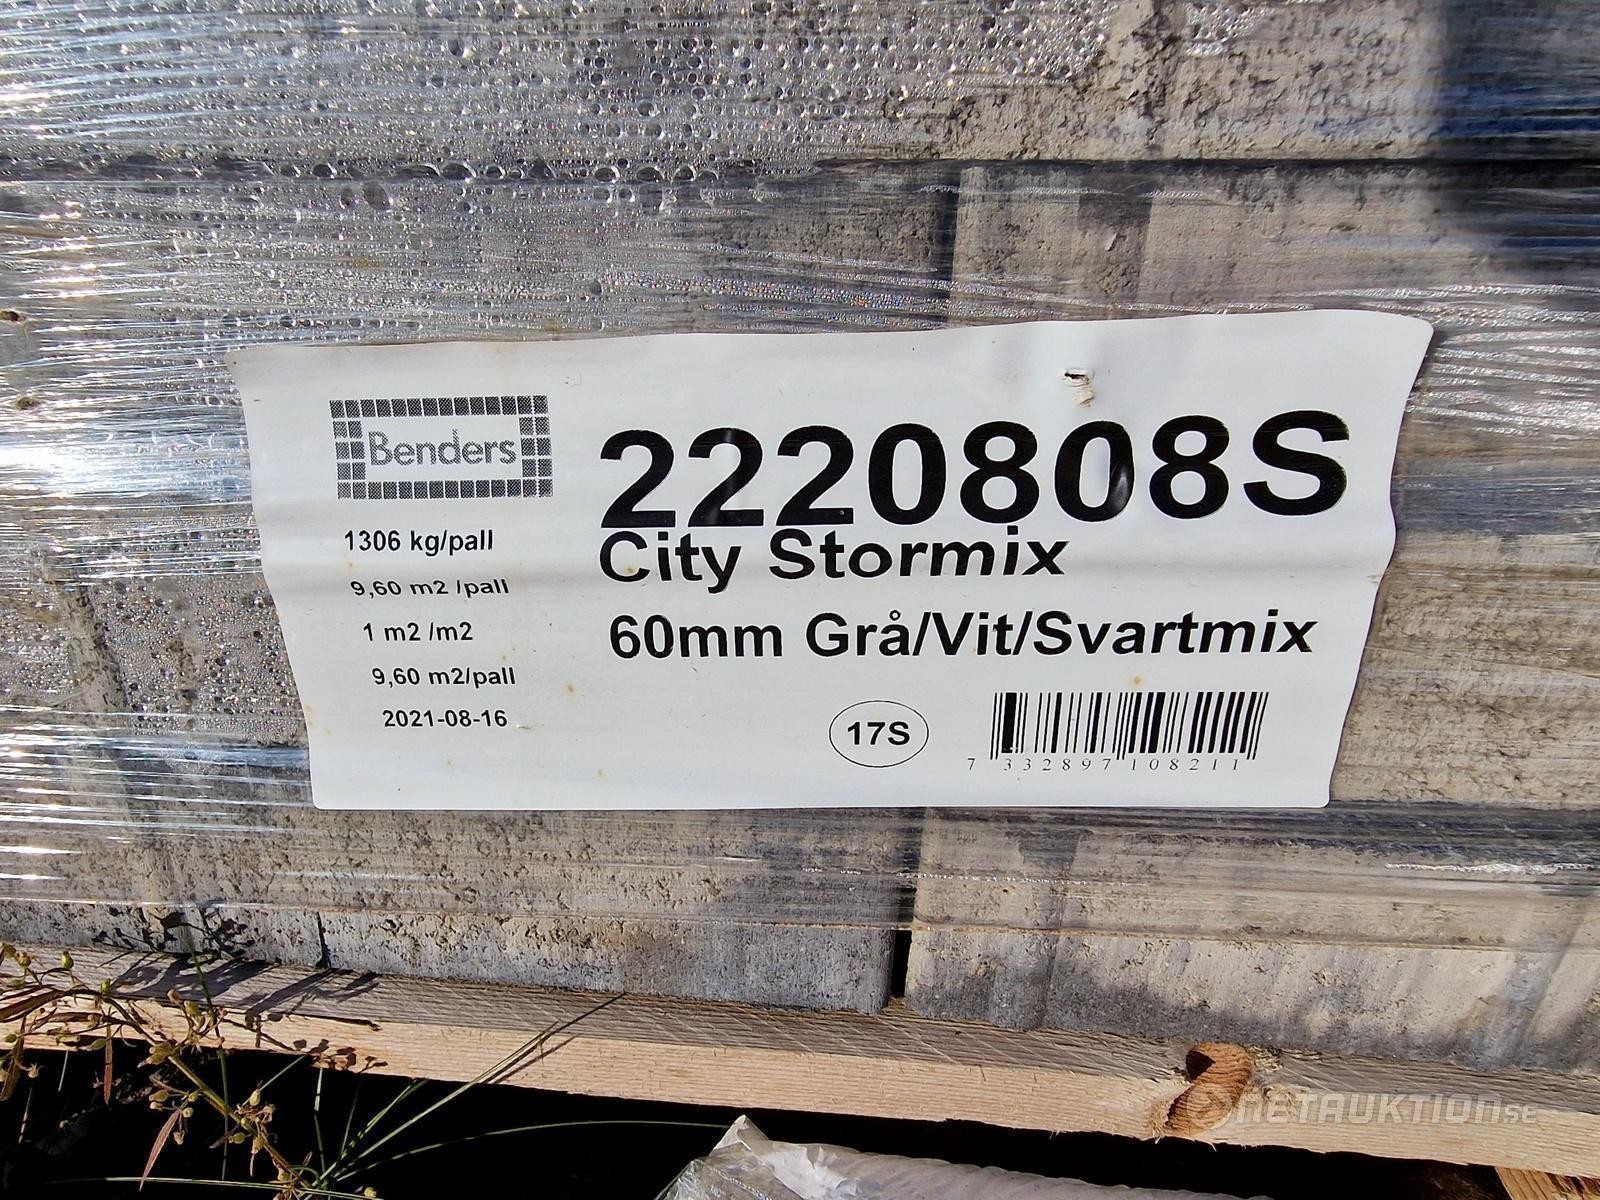 Benders
2220808S
City Stormix
60mm Grå/Vit/Svartmix
1306 kg/pall
9,60 m2 /pall
1 m2 /m2
9,60 m2/pall
2021-08-16
17S
7 332897 108211
NETAUKTION.SE